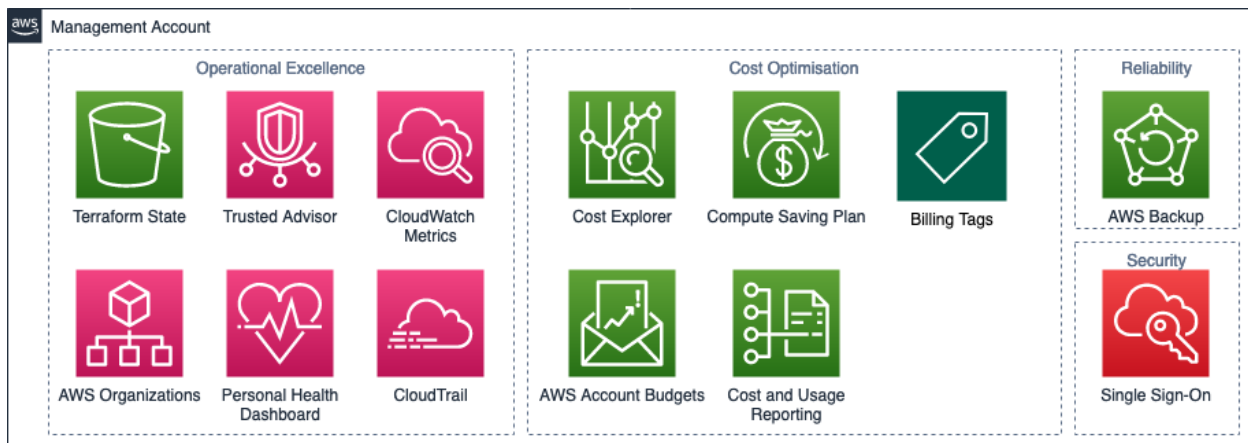 aws
Management Account
Operational Excellence
Terraform State
Trusted Advisor
CloudWatch
Metrics
AWS Organizations
Personal Health
Dashboard
CloudTrail
Cost Optimisation
Cost Explorer
Compute Saving Plan
Billing Tags
AWS Account Budgets
Cost and Usage
Reporting
Reliability
AWS Backup
Security
Single Sign-On